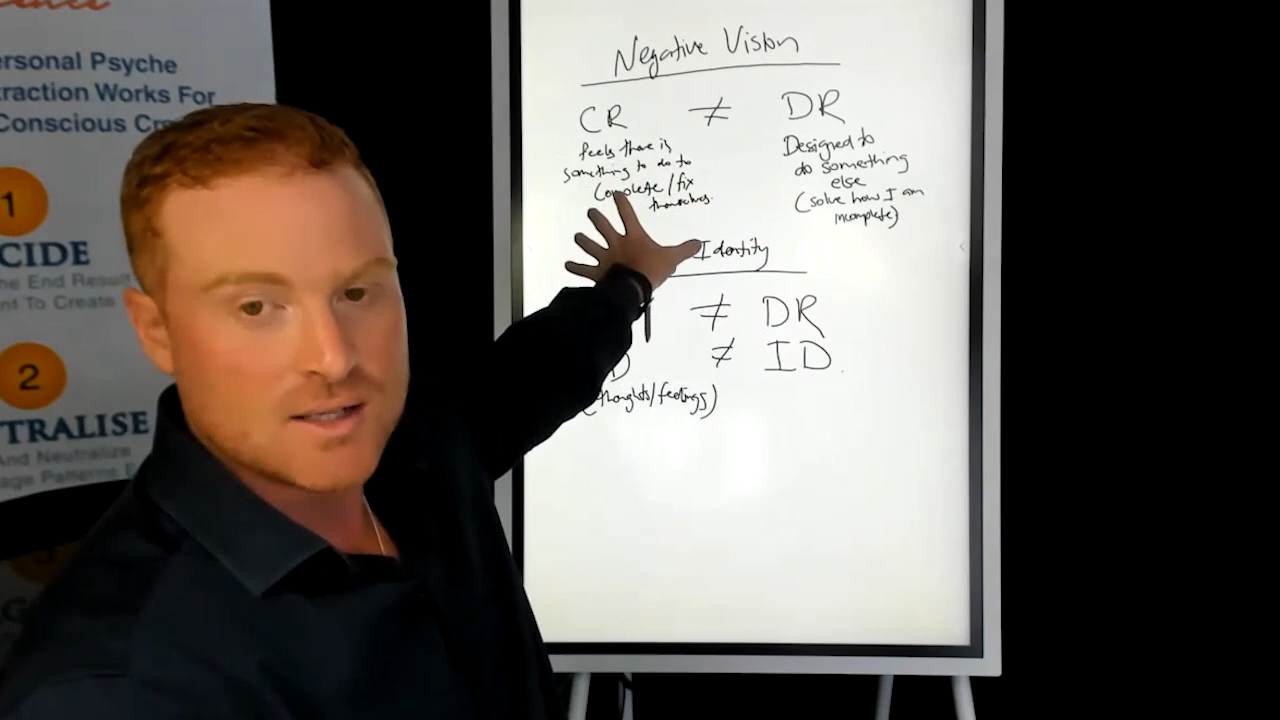 ersonal Psyche
traction Works For
Conscious Cr
1
CIDE
he End Resul
nt To Create
2
TRALISE
And Neutralize
age Patterns E
Negative Vision
CR ≠ DR
feels there is
something to do to
complete/fix
themselves.
Designed to
do something
else
(solve how I am
incomplete)
Identity
≠ DR
D ≠ ID.
(thoughts/feelings)